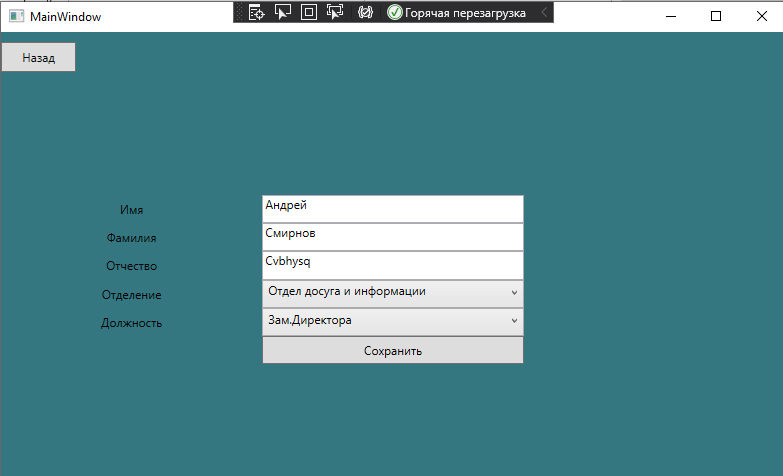 MainWindow
Горячая перезагрузка
Назад
Имя Андрей
Фамилия Смирнов
Отчество Cvbhysq
Отделение Отдел досуга и информации
Должность Зам.Директора
Сохранить